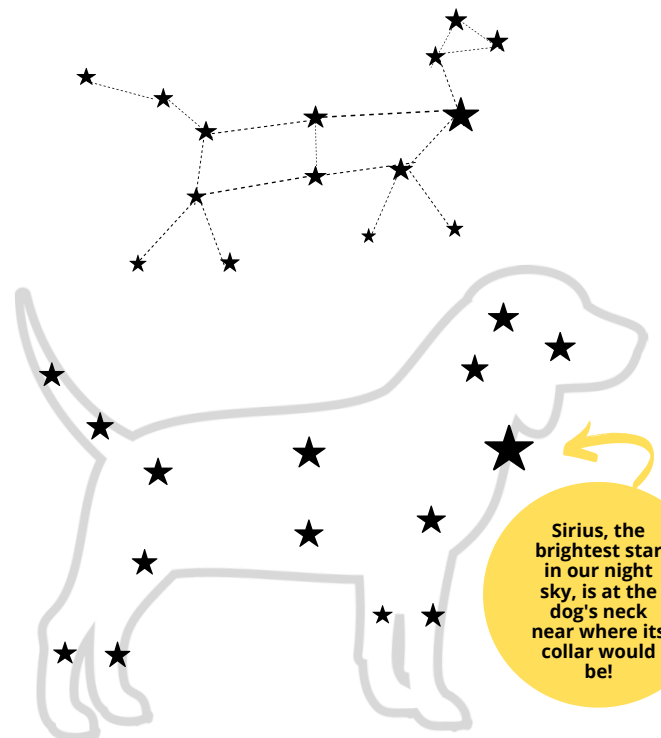 Sirius, the
brightest star
in our night
sky, is at the
dog's neck
near where its
collar would
be!